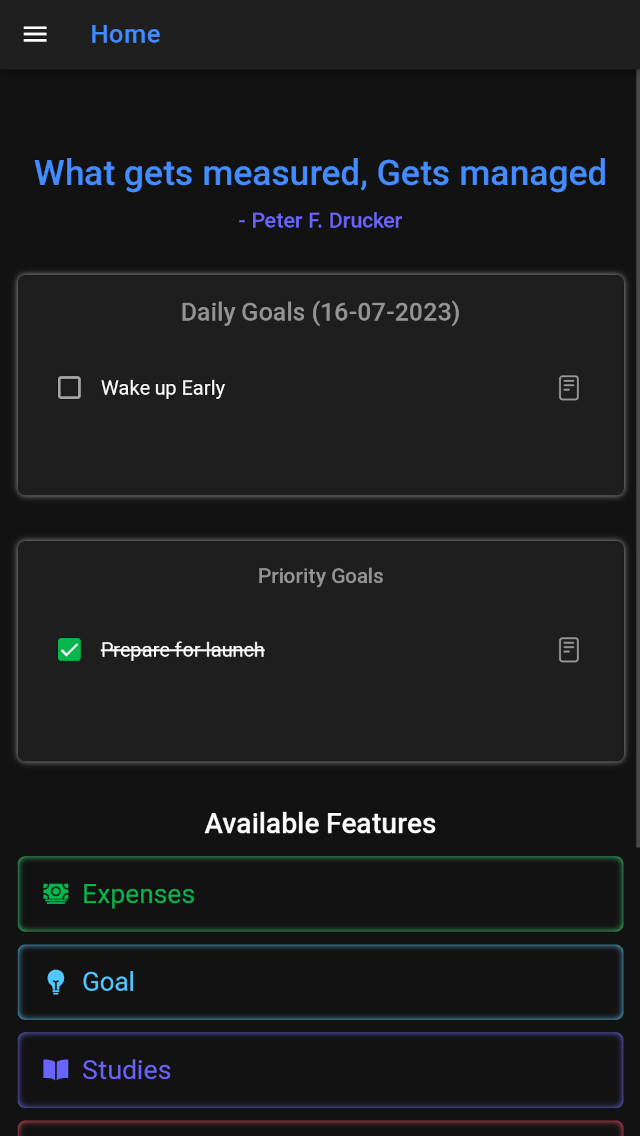 Home
What gets measured, Gets managed
- Peter F. Drucker
Daily Goals (16-07-2023)
Wake up Early
Priority Goals
Prepare for launch
Available Features
Expenses
Goal
Studies